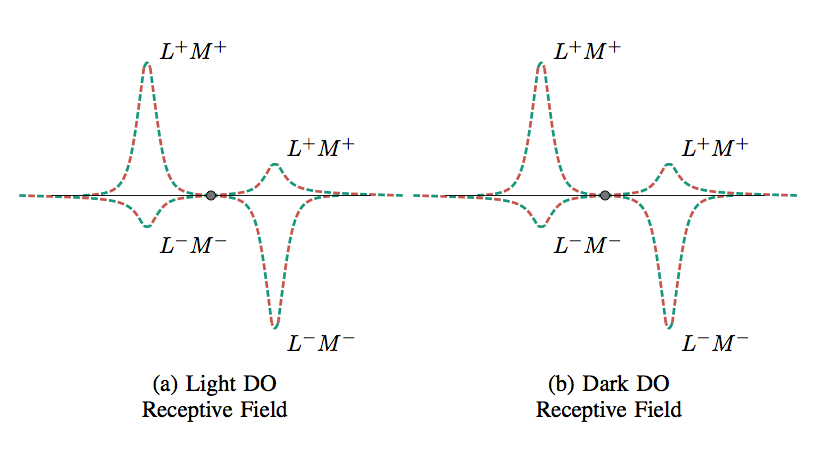 L⁺M⁺
L⁺M⁺
L⁻M⁻
L⁻M⁻
(a) Light DO
Receptive Field
L⁺M⁺
L⁺M⁺
L⁻M⁻
L⁻M⁻
(b) Dark DO
Receptive Field